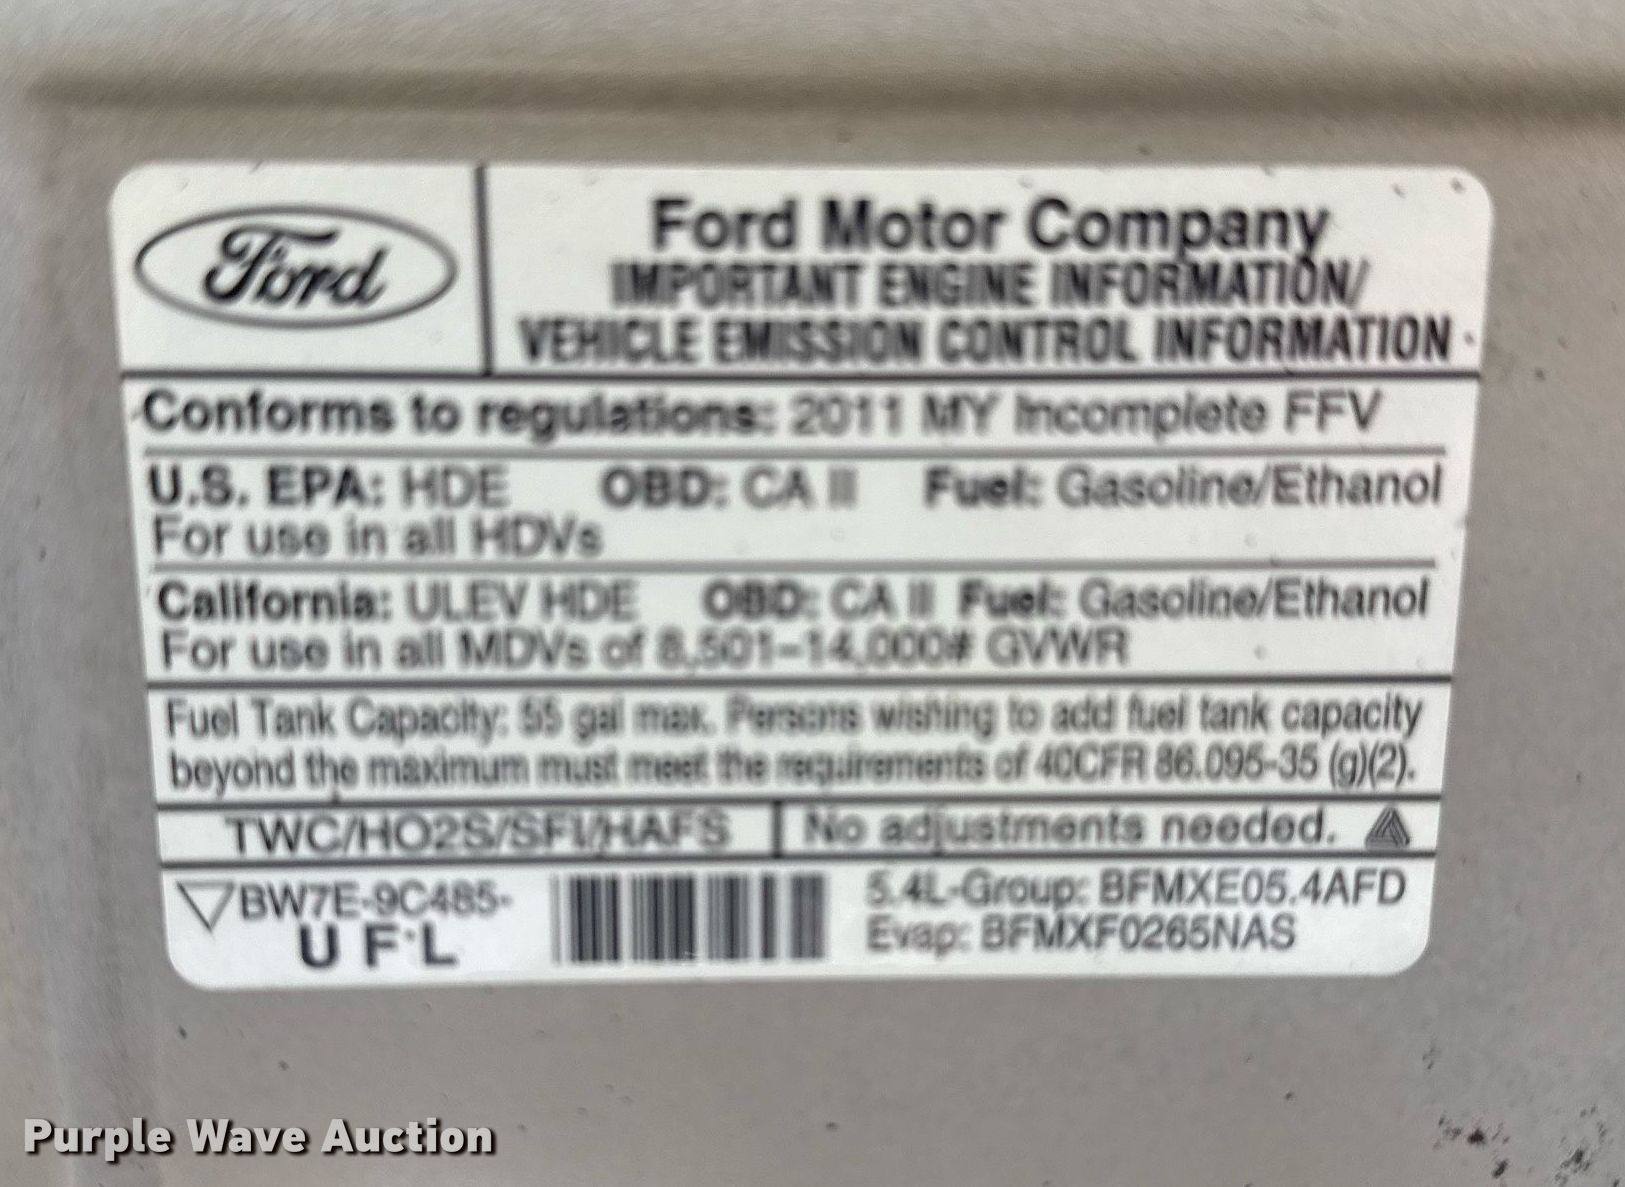 Ford
Ford Motor Company
IMPORTANT ENGINE INFORMATION/
VEHICLE EMISSION CONTROL INFORMATION
Conforms to regulations: 2011 MY Incomplete FFV
U.S. EPA: HDE OBD: CA II Fuel: Gasoline/Ethanol
For use in all HDVs
California: ULEV HDE OBD: CA II Fuel: Gasoline/Ethanol
For use in all MDVs of 8,501-14,000# GVWR
Fuel Tank Capacity: 55 gal max. Persons wishing to add fuel tank capacity
beyond the maximum must meet the requirements of 40CFR 86.095-35 (g)(2).
TWC/HO2S/SFI/HAFS No adjustments needed.
BW7E-9C485-
U F L
5.4L-Group: BFMXE05.4AFD
Evap: BFMXF0265NAS
Purple Wave Auction